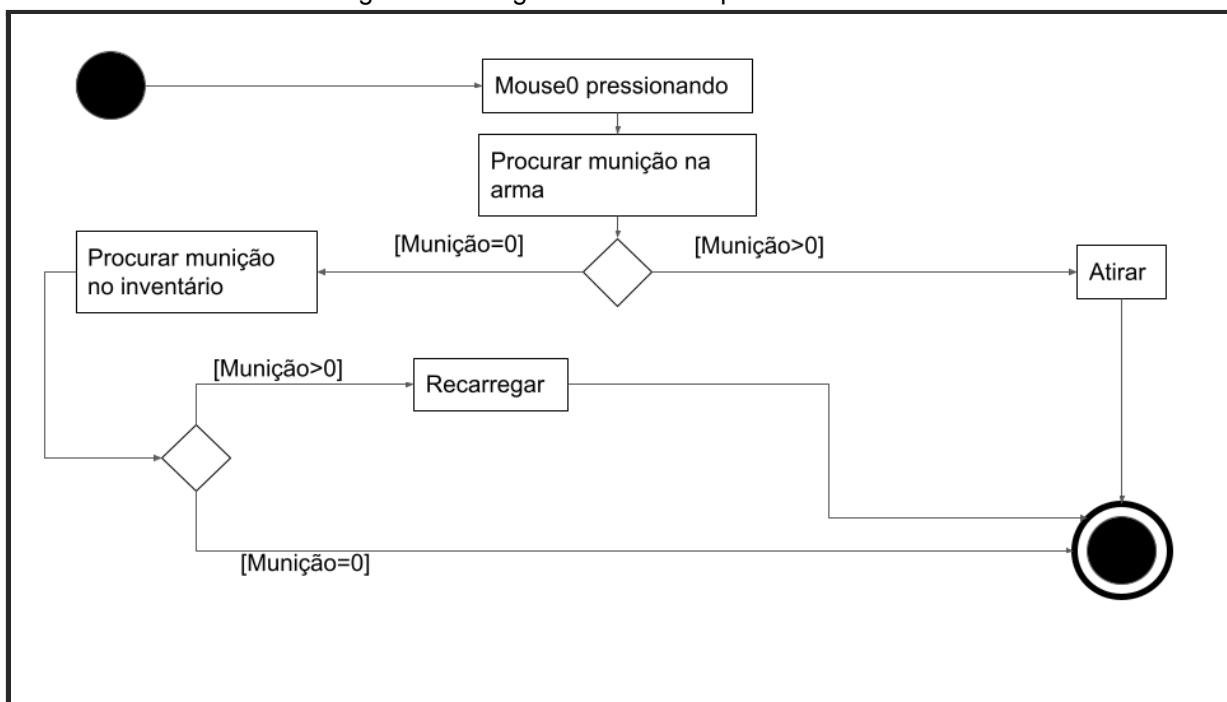 Mouse0 pressionando
Procurar munição na
arma
[Munição=0]
[Munição>0]
Procurar munição
no inventário
Atirar
[Munição>0]
Recarregar
[Munição=0]